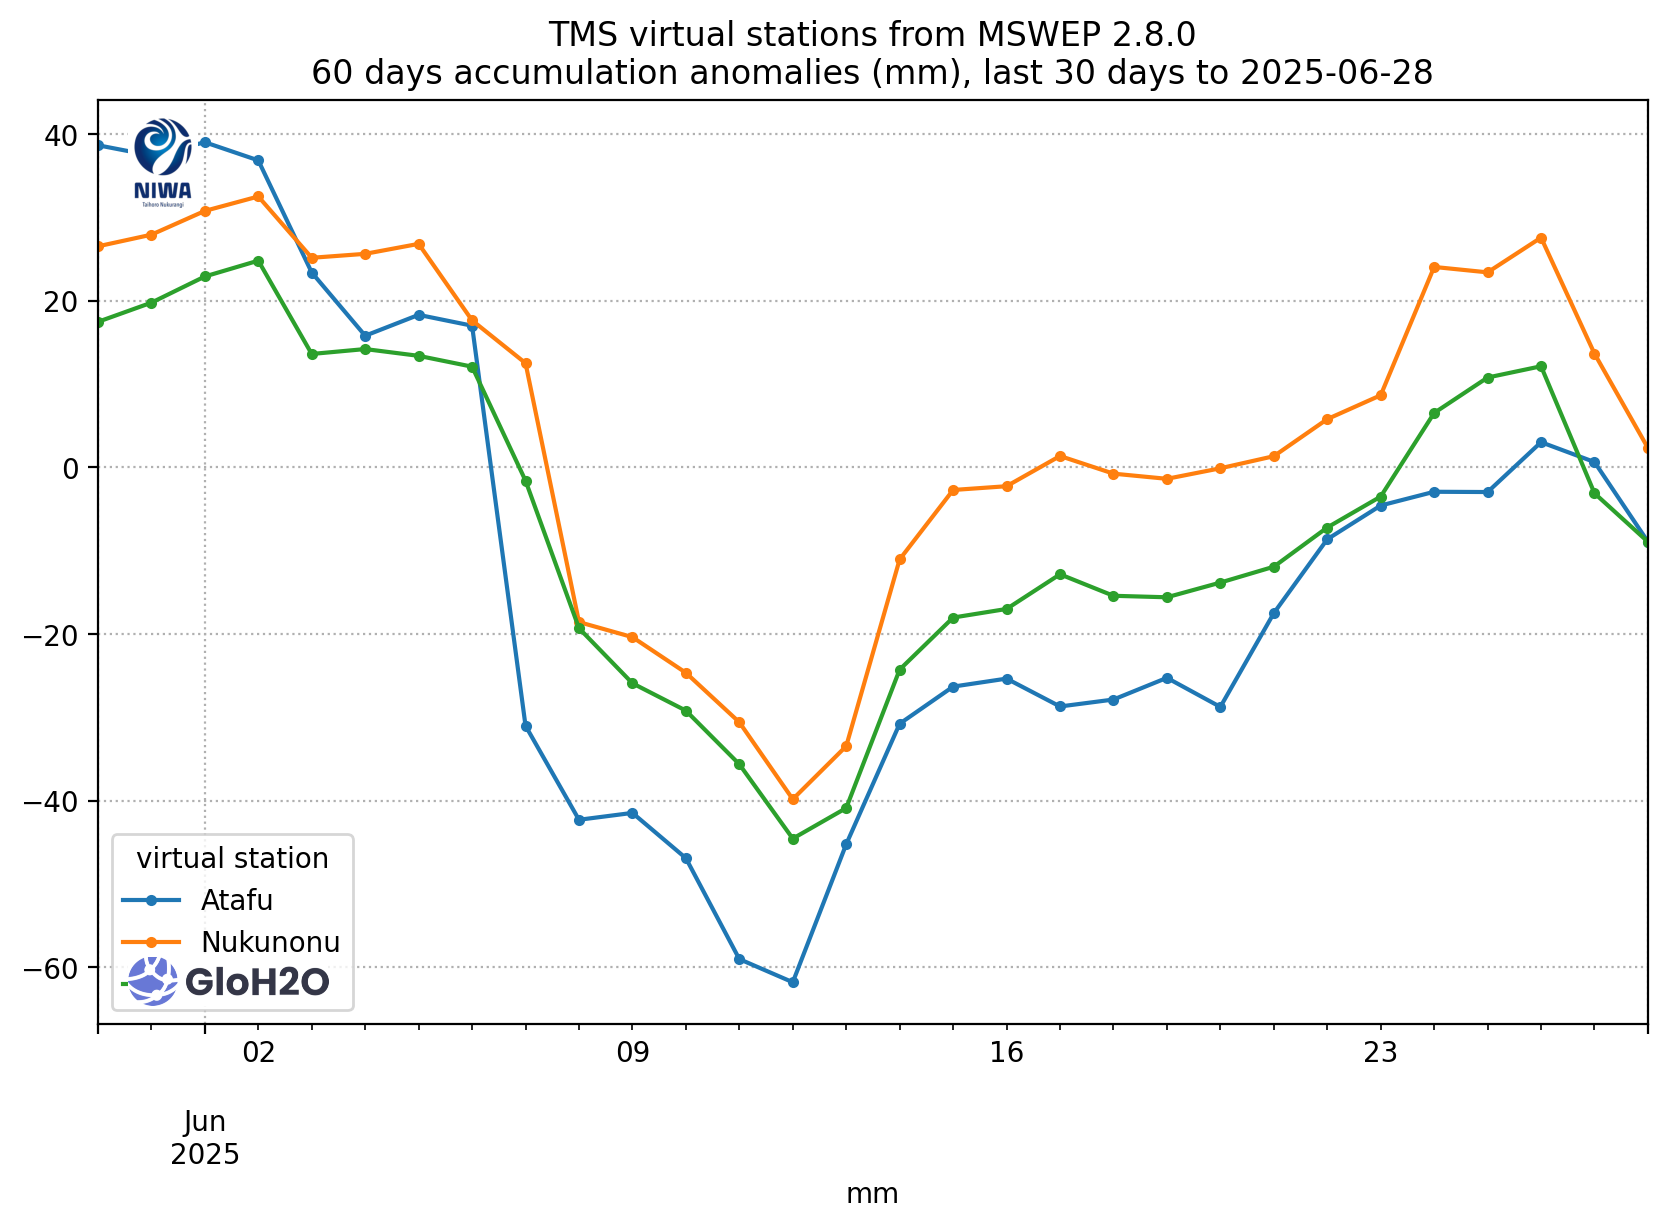 TMS virtual stations from MSWEP 2.8.0
60 days accumulation anomalies (mm), last 30 days to 2025-06-28
40
20
0
−20
−40
−60
NIWA
Taihoro Nukurangi
virtual station
Atafu
Nukunonu
GloH2O
02
09
16
23
Jun
2025
mm